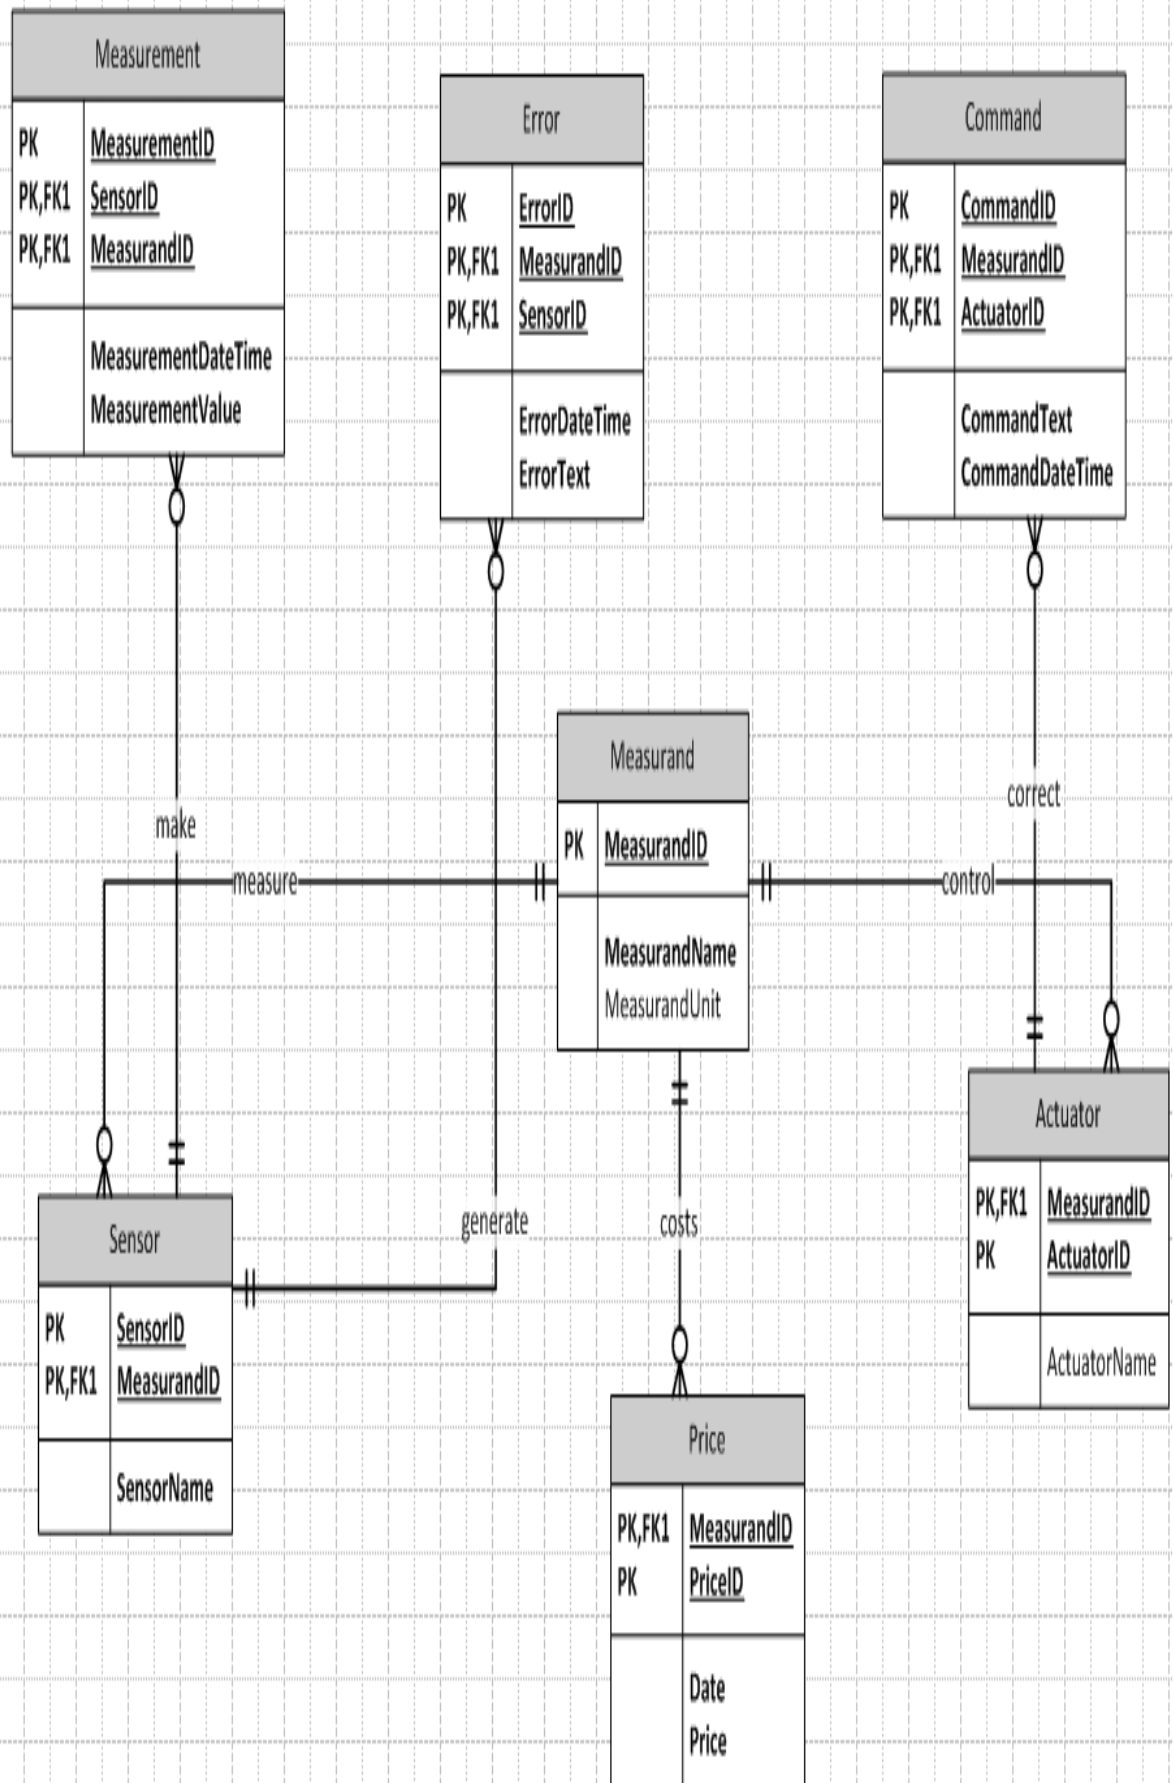 Measurement
PK MeasurementID
PK,FK1 SensorID
PK,FK1 MeasurandID
MeasurementDateTime
MeasurementValue
Error
PK ErrorID
PK,FK1 MeasurandID
PK,FK1 SensorID
ErrorDateTime
ErrorText
Command
PK CommandID
PK,FK1 MeasurandID
PK,FK1 ActuatorID
CommandText
CommandDateTime
Measurand
PK MeasurandID
MeasurandName
MeasurandUnit
make
measure
correct
control
generate
costs
Sensor
PK SensorID
PK,FK1 MeasurandID
SensorName
Actuator
PK,FK1 MeasurandID
PK ActuatorID
ActuatorName
Price
PK,FK1 MeasurandID
PK PriceID
Date
Price